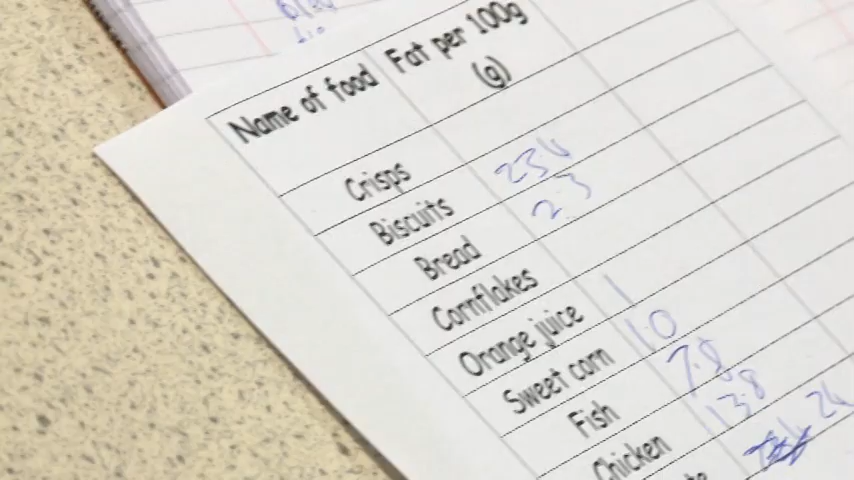 Name of food Fat per 100g (g)
Crisps
Biscuits 23.4
Bread 2.3
Cornflakes
Orange juice 1
Sweet corn 1.0
Fish 7.8
Chicken 13.8
24